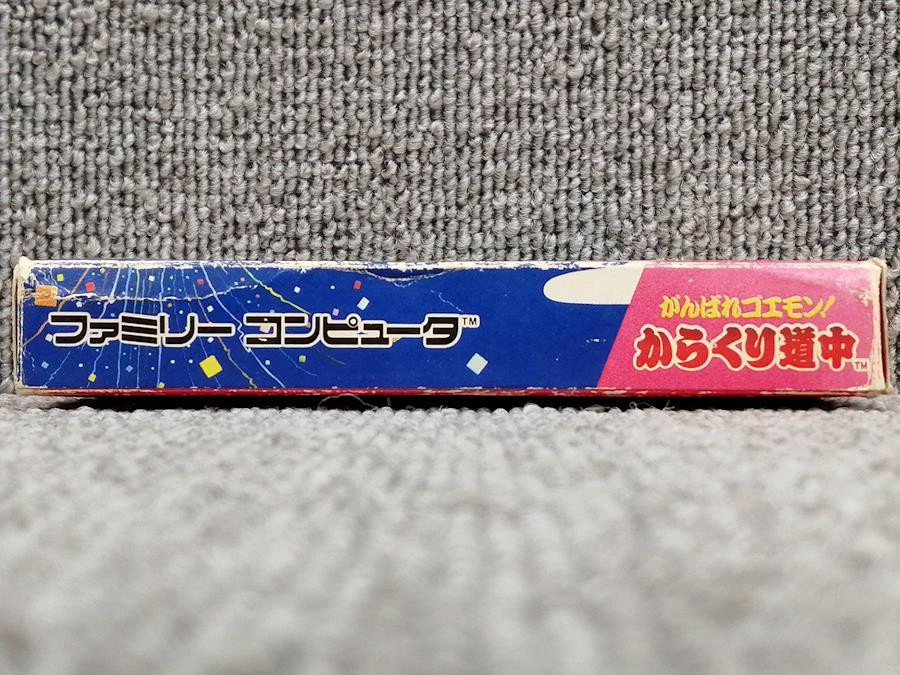 ファミリー コンピュータ™
がんばれゴエモン!
からくり道中™